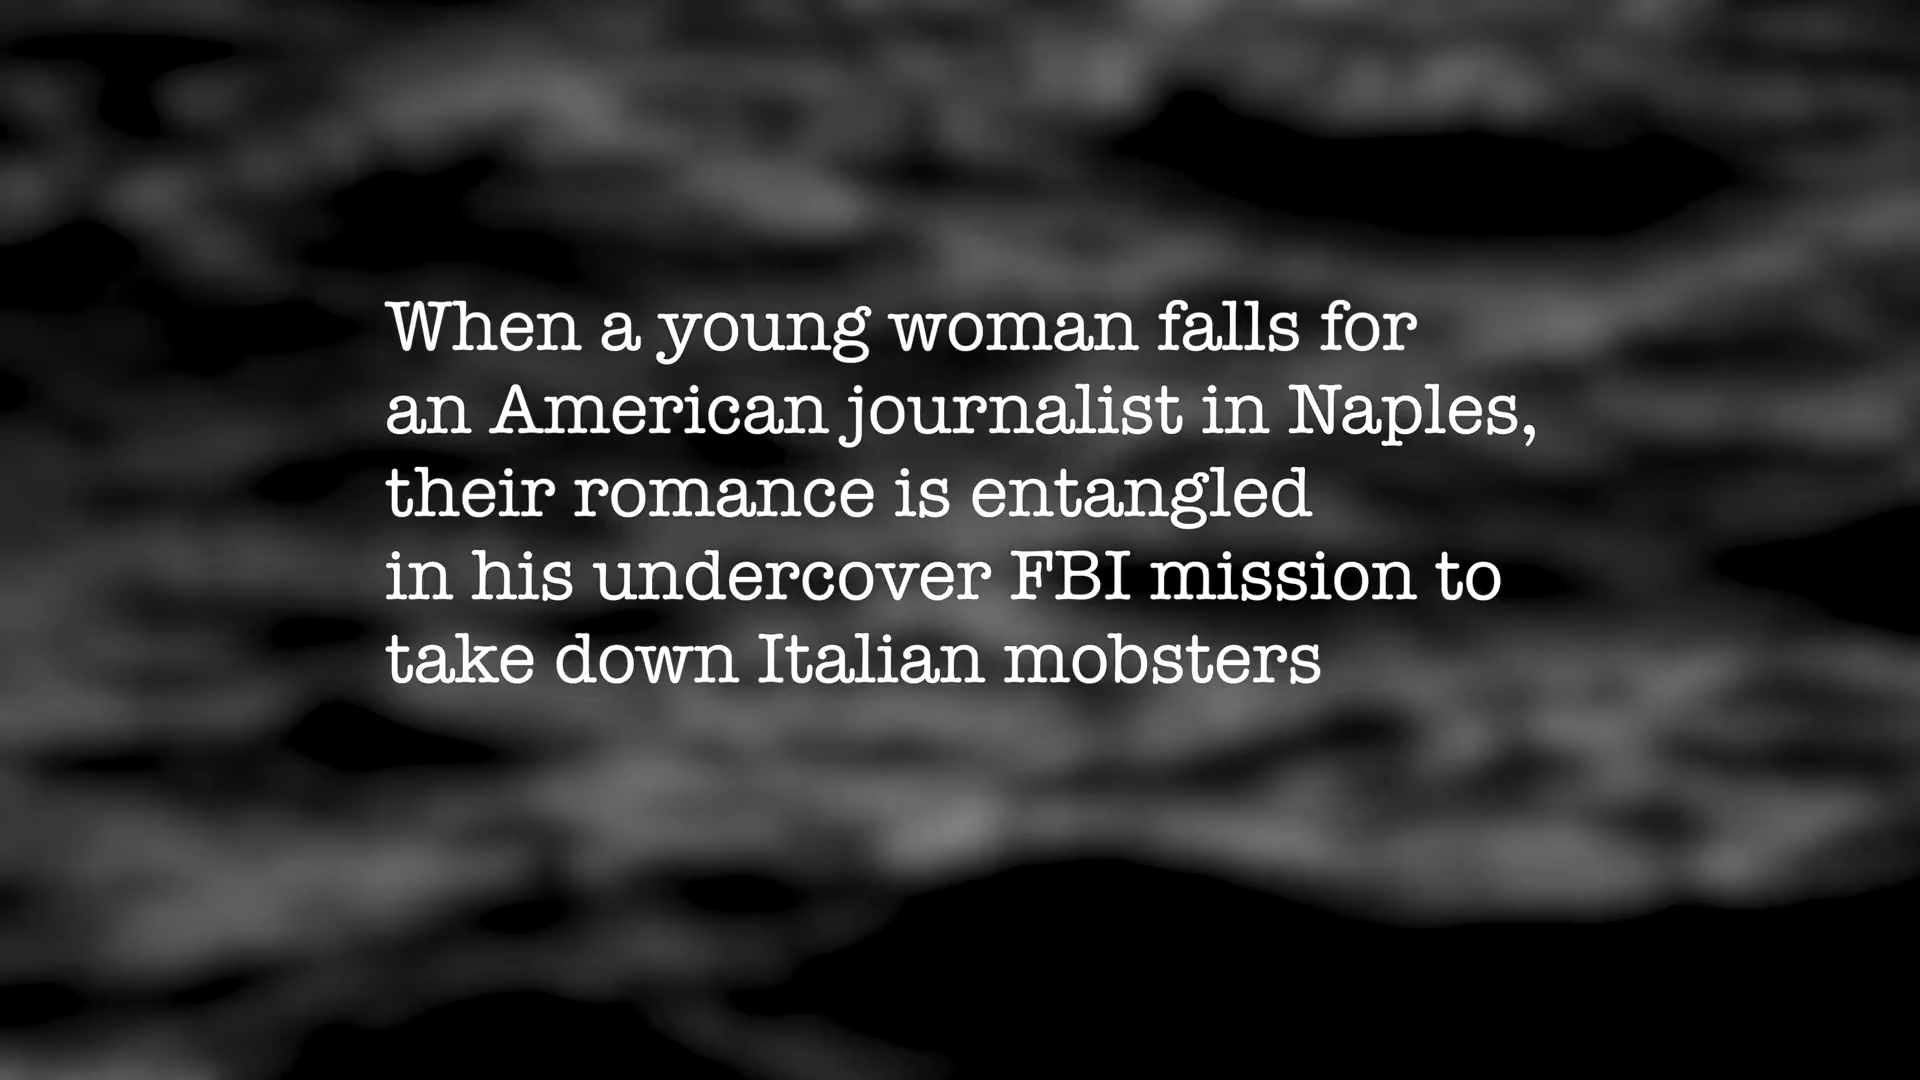 When a young woman falls for
an American journalist in Naples,
their romance is entangled
in his undercover FBI mission to
take down Italian mobsters